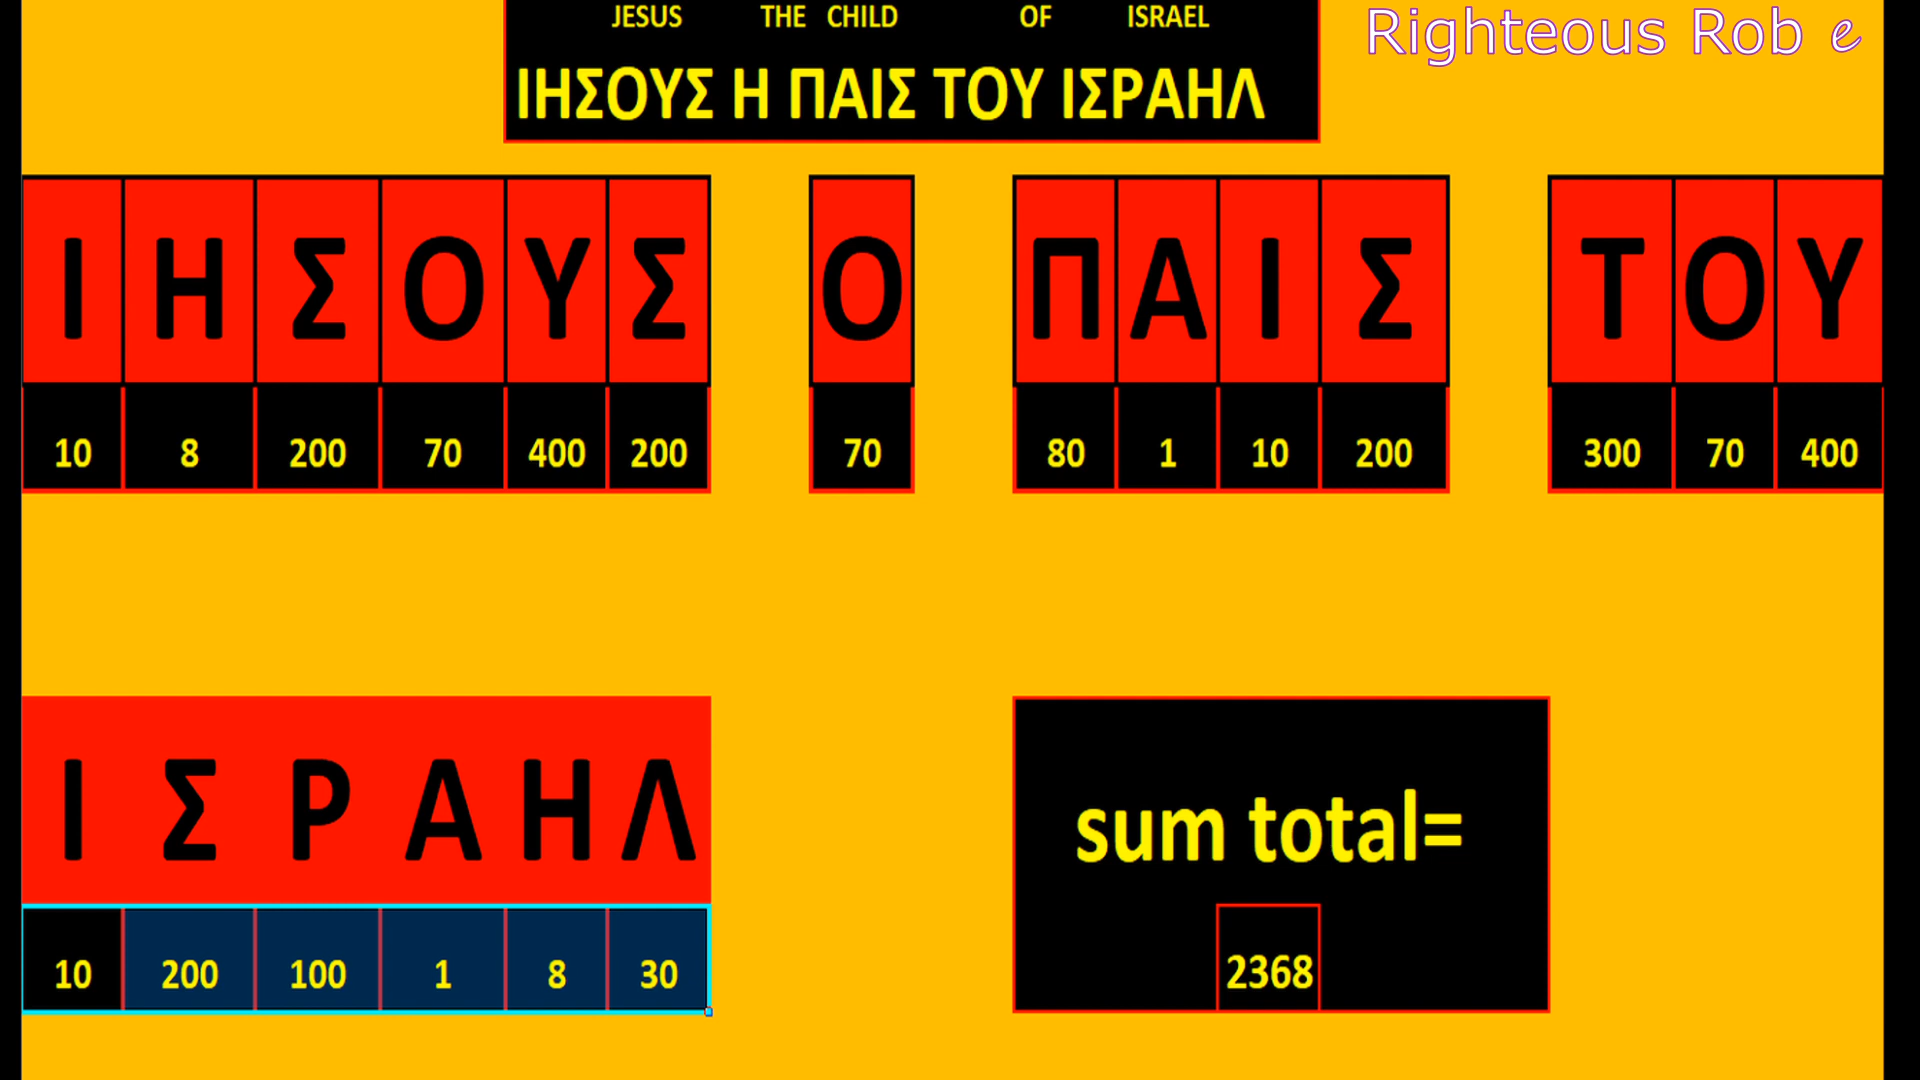 JESUS THE CHILD OF ISRAEL
Righteous Rob e
ΙΗΣΟΥΣ Η ΠΑΙΣ ΤΟΥ ΙΣΡΑΗΛ
Ι Η Σ Ο Υ Σ Ο Π Α Ι Σ Τ Ο Υ
10 8 200 70 400 200 70 80 1 10 200 300 70 400
Ι Σ Ρ Α Η Λ
sum total=
10 200 100 1 8 30
2368